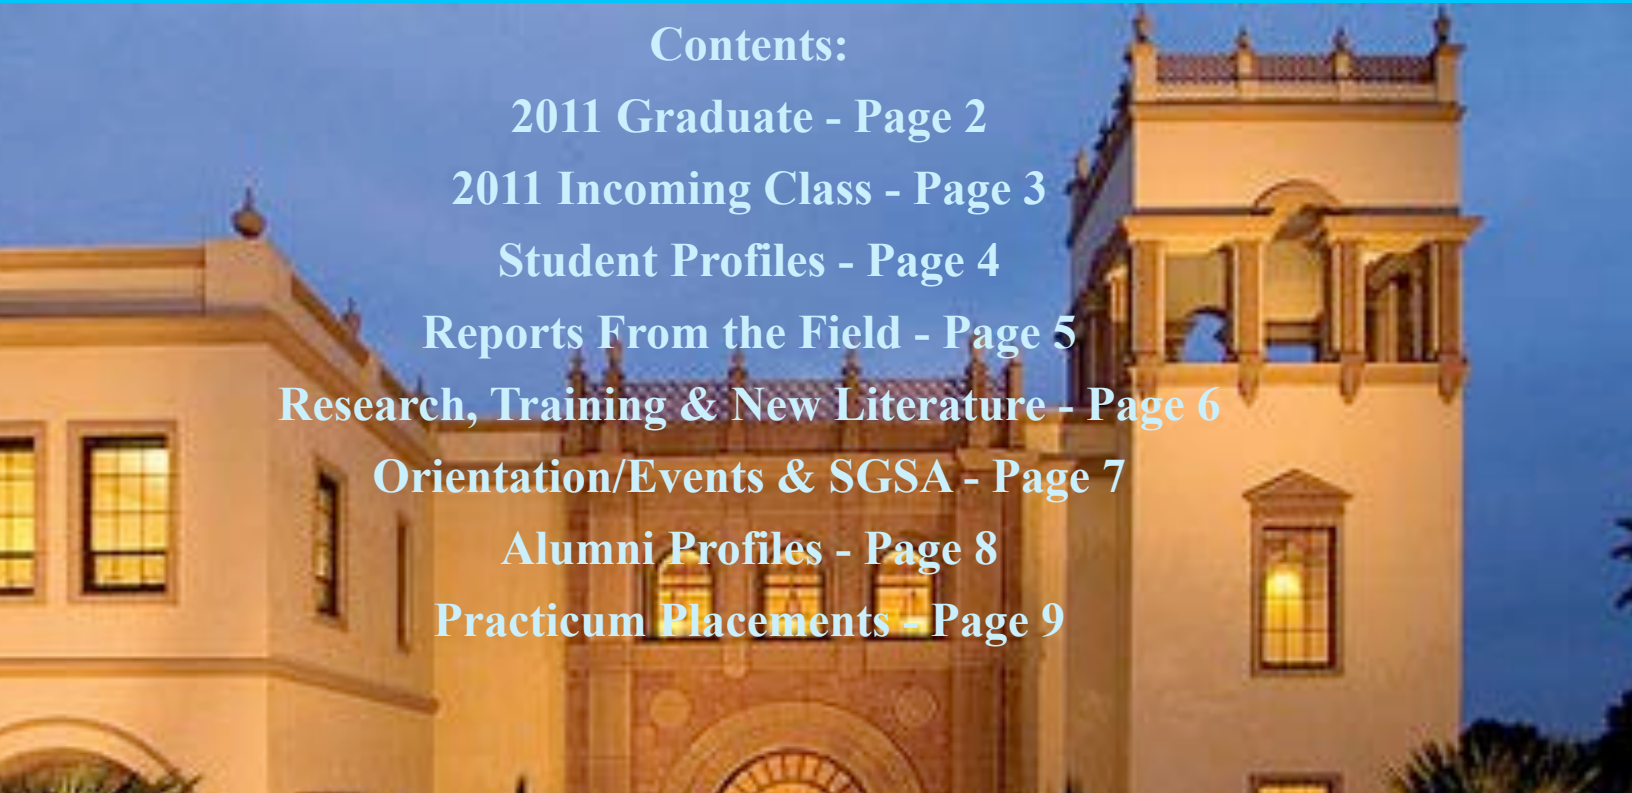 Contents:
2011 Graduate - Page 2
2011 Incoming Class - Page 3
Student Profiles - Page 4
Reports From the Field - Page 5
Research, Training & New Literature - Page 6
Orientation/Events & SGSA - Page 7
Alumni Profiles - Page 8
Practicum Placements - Page 9